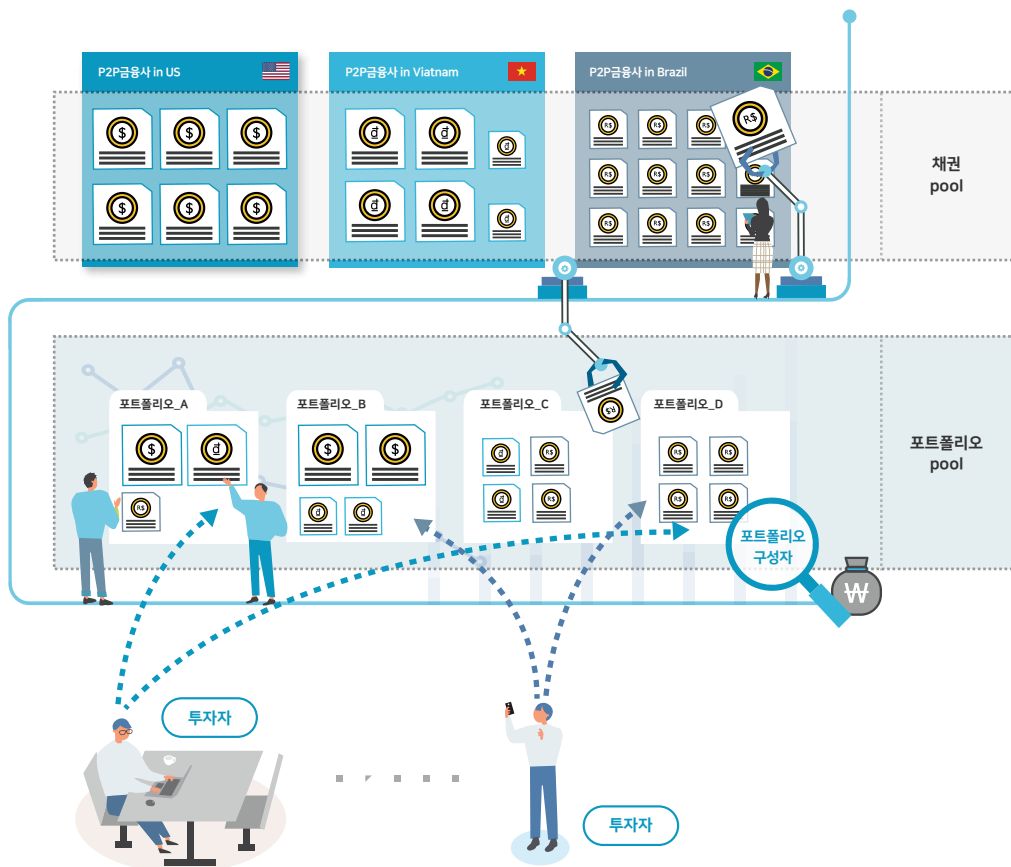 P2P금융사 in US
P2P금융사 in Viatnam
P2P금융사 in Brazil
$ $ $
₫ ₫ ₫
R$ R$ R$ R$
$ $ $
₫ ₫ ₫
R$ R$ R$
R$ R$ R$
채권
pool
R$
포트폴리오_A
포트폴리오_B
포트폴리오_C
포트폴리오_D
$ ₫
$ $
₫ R$
R$ R$
R$
₫ ₫
₫ R$
R$ R$
포트폴리오
pool
포트폴리오
구성자
₩
투자자
투자자